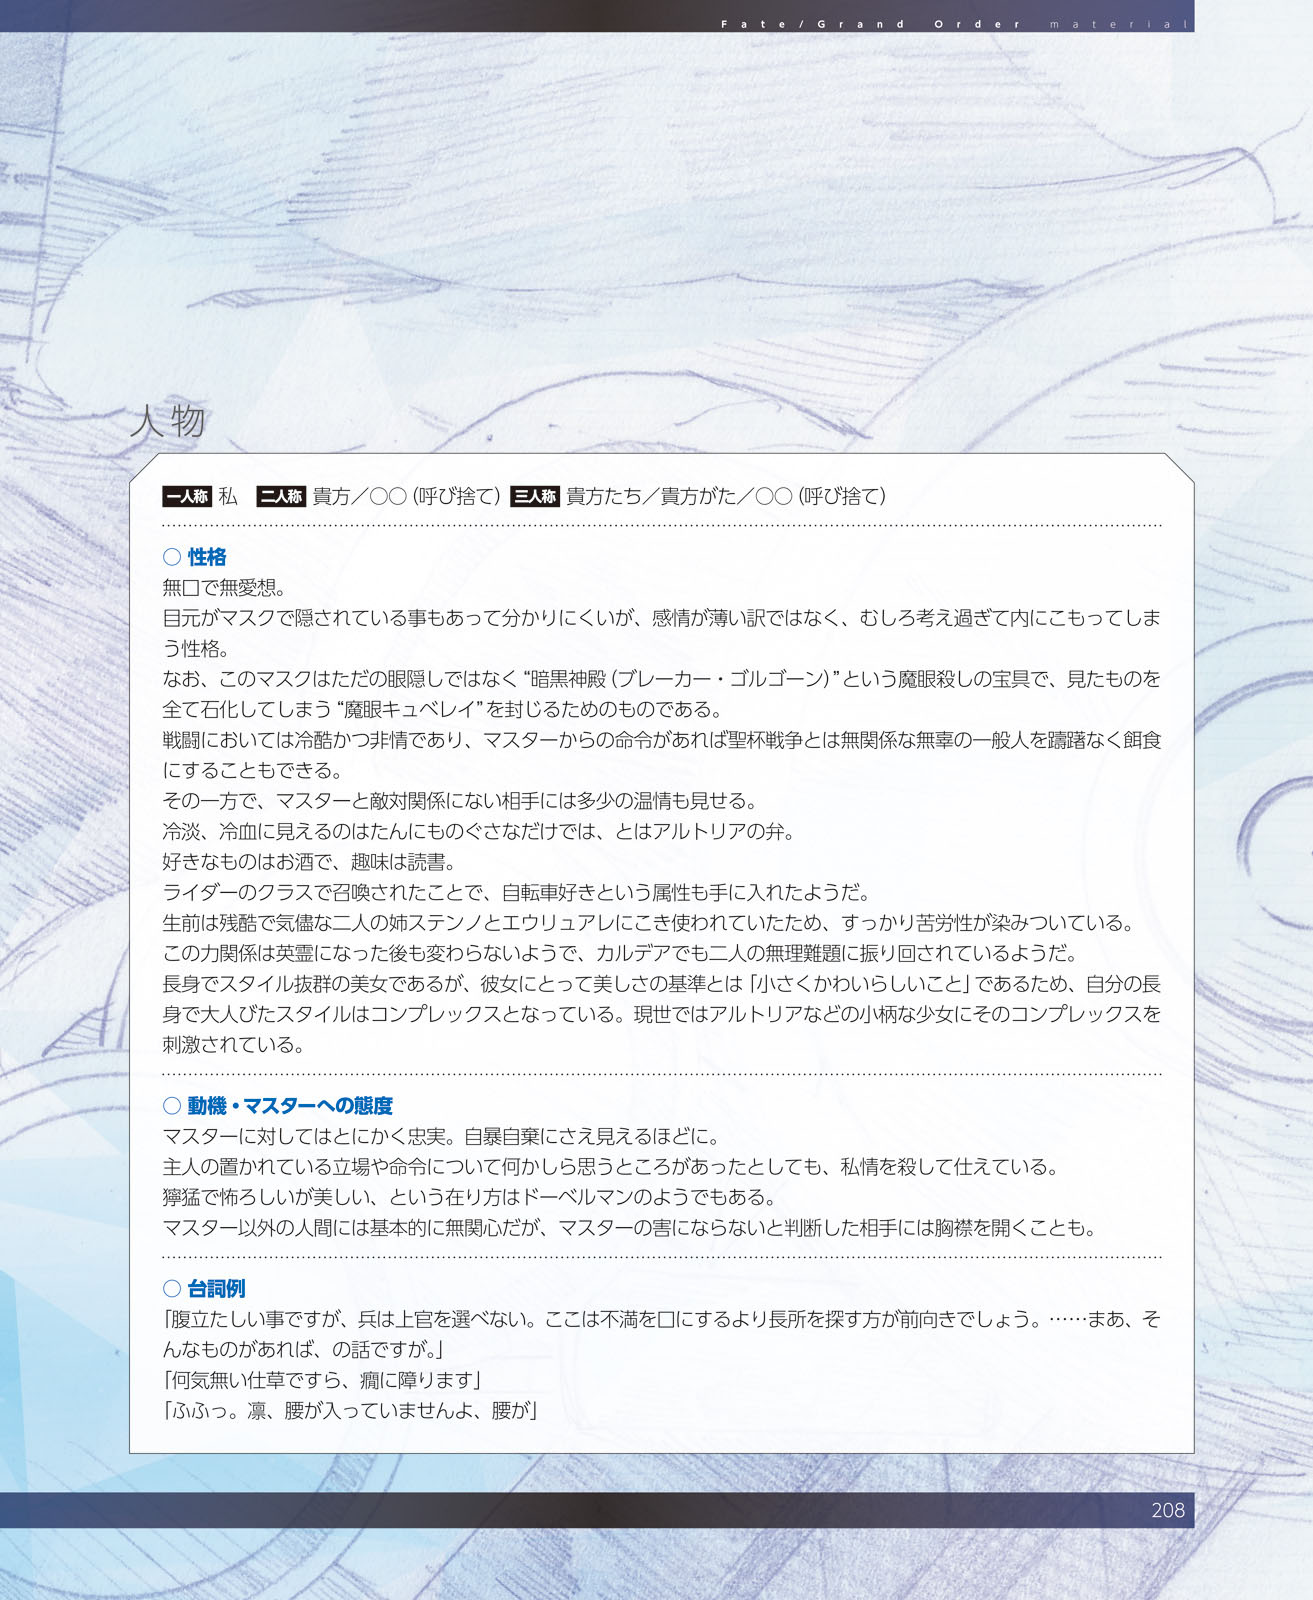 Fate/Grand Order material
人物
一人称 私 二人称 貴方／○○（呼び捨て） 三人称 貴方たち／貴方がた／○○（呼び捨て）
○ 性格
無口で無愛想。
目元がマスクで隠されている事もあって分かりにくいが、感情が薄い訳ではなく、むしろ考え過ぎて内にこもってしま
う性格。
なお、このマスクはただの眼隠しではなく“暗黒神殿（ブレーカー・ゴルゴーン）”という魔眼殺しの宝具で、見たものを
全て石化してしまう“魔眼キュベレイ”を封じるためのものである。
戦闘においては冷酷かつ非情であり、マスターからの命令があれば聖杯戦争とは無関係な無辜の一般人を躊躇なく餌食
にすることもできる。
その一方で、マスターと敵対関係にない相手には多少の温情も見せる。
冷淡、冷血に見えるのはたんにものぐさなだけでは、とはアルトリアの弁。
好きなものはお酒で、趣味は読書。
ライダーのクラスで召喚されたことで、自転車好きという属性も手に入れたようだ。
生前は残酷で気儘な二人の姉ステンノとエウリュアレにこき使われていたため、すっかり苦労性が染みついている。
この力関係は英霊になった後も変わらないようで、カルデアでも二人の無理難題に振り回されているようだ。
長身でスタイル抜群の美女であるが、彼女にとって美しさの基準とは「小さくかわいらしいこと」であるため、自分の長
身で大人びたスタイルはコンプレックスとなっている。現世ではアルトリアなどの小柄な少女にそのコンプレックスを
刺激されている。
○ 動機・マスターへの態度
マスターに対してはとにかく忠実。自暴自棄にさえ見えるほどに。
主人の置かれている立場や命令について何かしら思うところがあったとしても、私情を殺して仕えている。
獰猛で怖ろしいが美しい、という在り方はドーベルマンのようでもある。
マスター以外の人間には基本的に無関心だが、マスターの害にならないと判断した相手には胸襟を開くことも。
○ 台詞例
「腹立たしい事ですが、兵は上官を選べない。ここは不満を口にするより長所を探す方が前向きでしょう。……まあ、そ
んなものがあれば、の話ですが。」
「何気無い仕草ですら、癇に障ります」
「ふふっ。凛、腰が入っていませんよ、腰が」
208